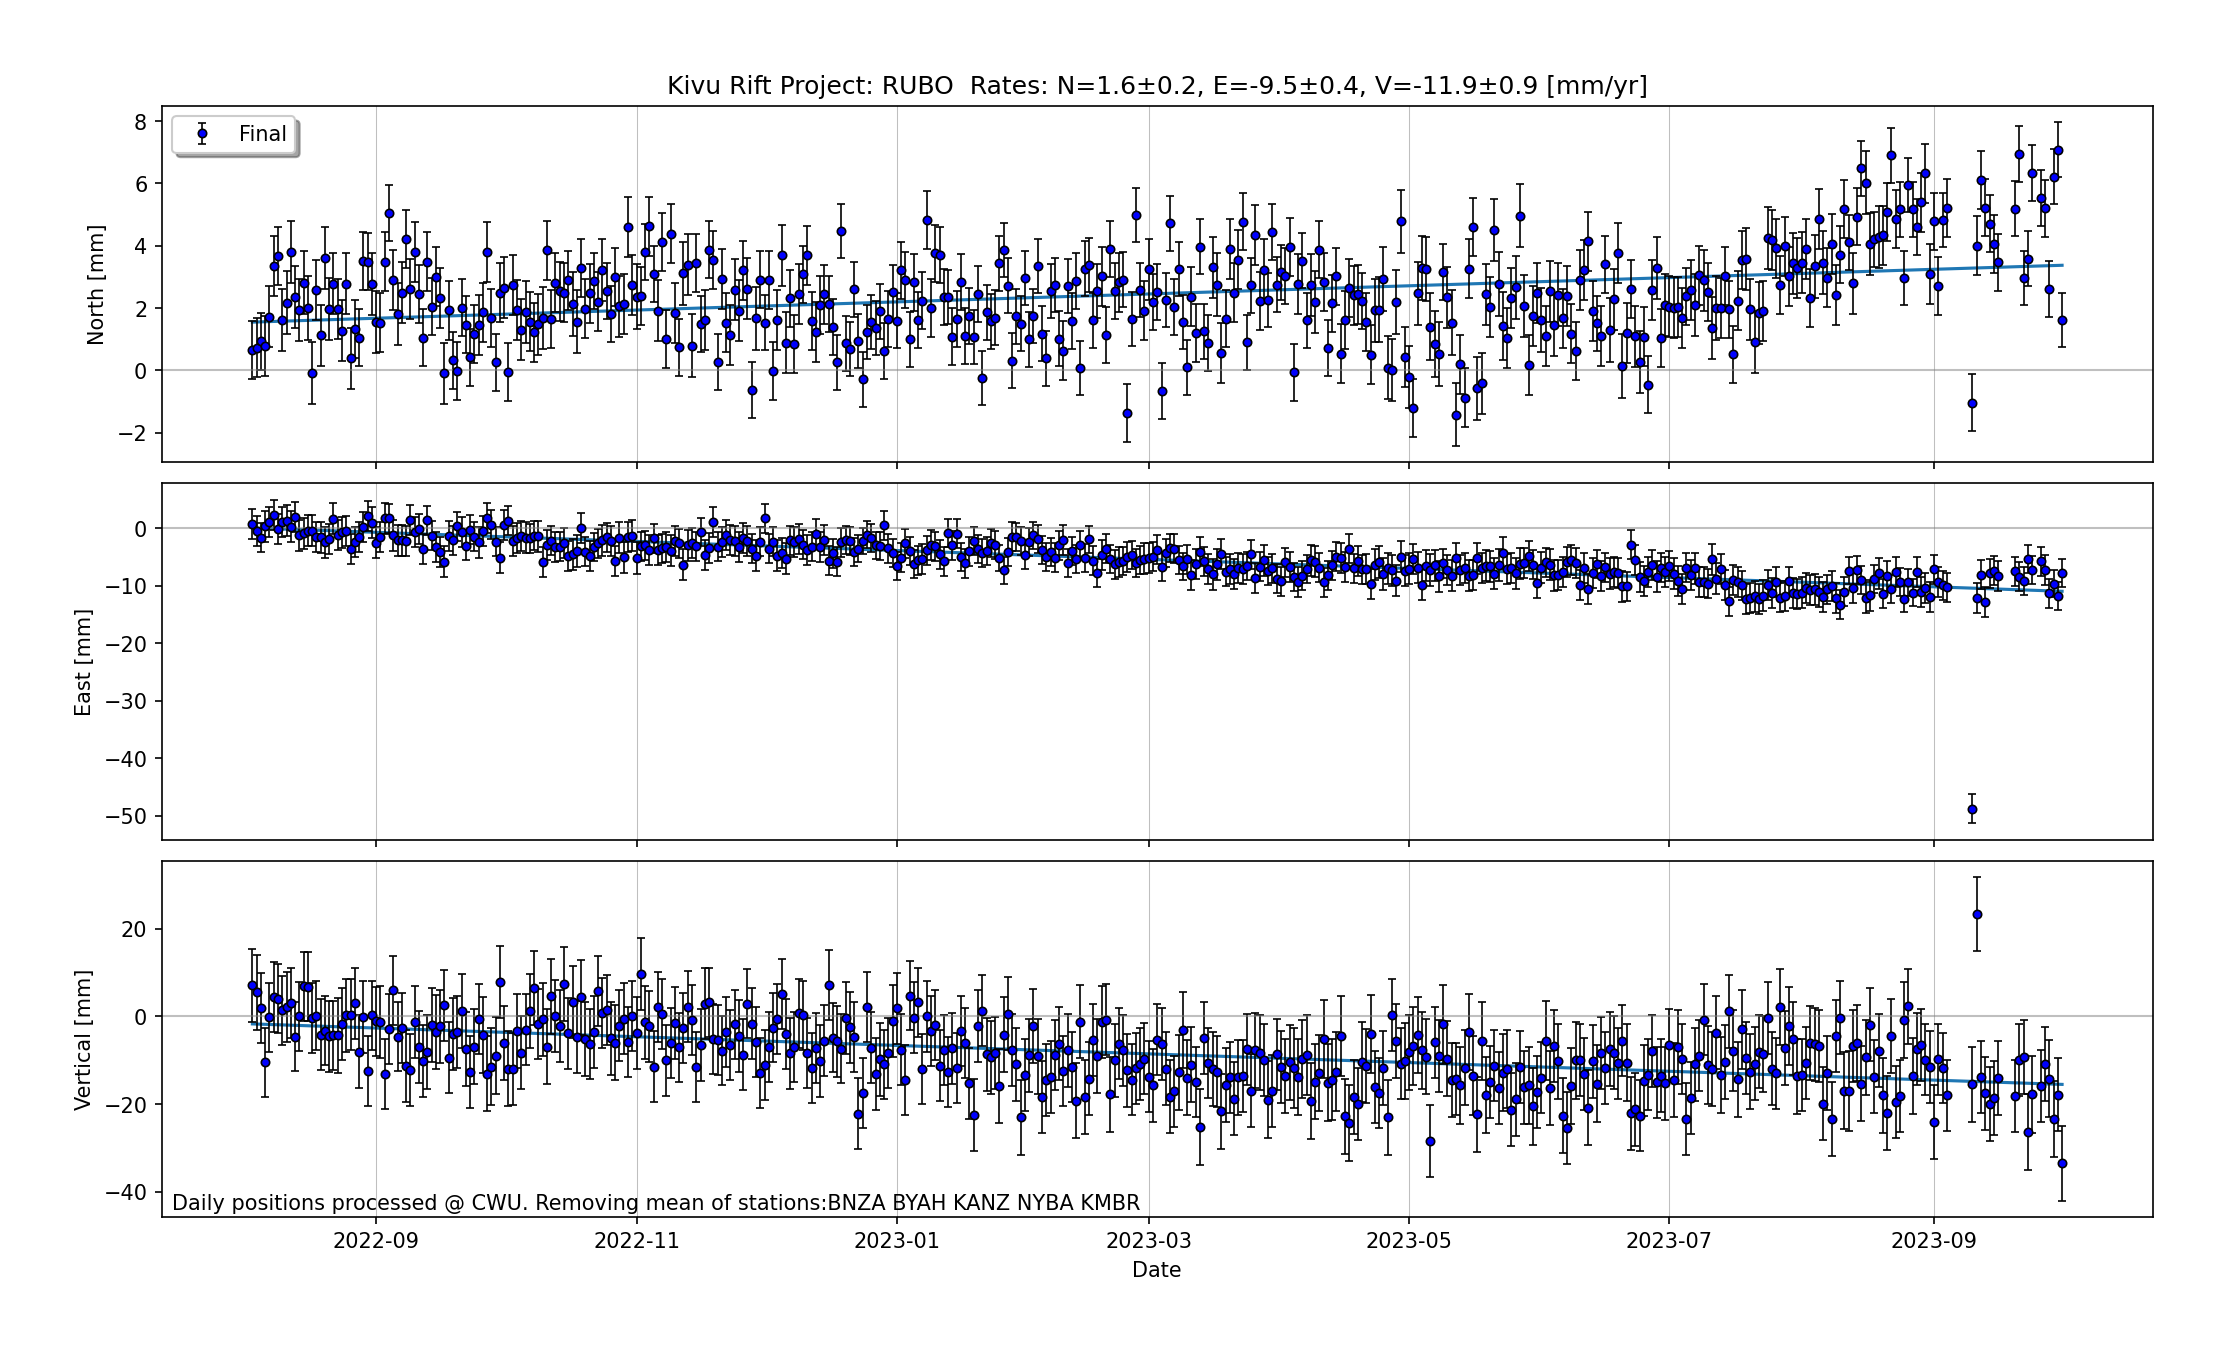 Kivu Rift Project: RUBO  Rates: N=1.6±0.2, E=-9.5±0.4, V=-11.9±0.9 [mm/yr]
Final
North [mm]
8
6
4
2
0
−2
East [mm]
0
−10
−20
−30
−40
−50
Vertical [mm]
20
0
−20
−40
Daily positions processed @ CWU. Removing mean of stations:BNZA BYAH KANZ NYBA KMBR
2022-09 2022-11 2023-01 2023-03 2023-05 2023-07 2023-09
Date